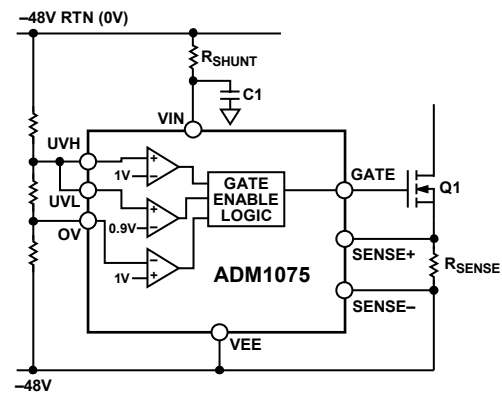 –48V RTN (0V)
RSHUNT
C1
VIN
UVH
1V
GATE
ENABLE
LOGIC
GATE
Q1
UVL
0.9V
OV
1V
ADM1075
SENSE+
RSENSE
SENSE–
VEE
–48V